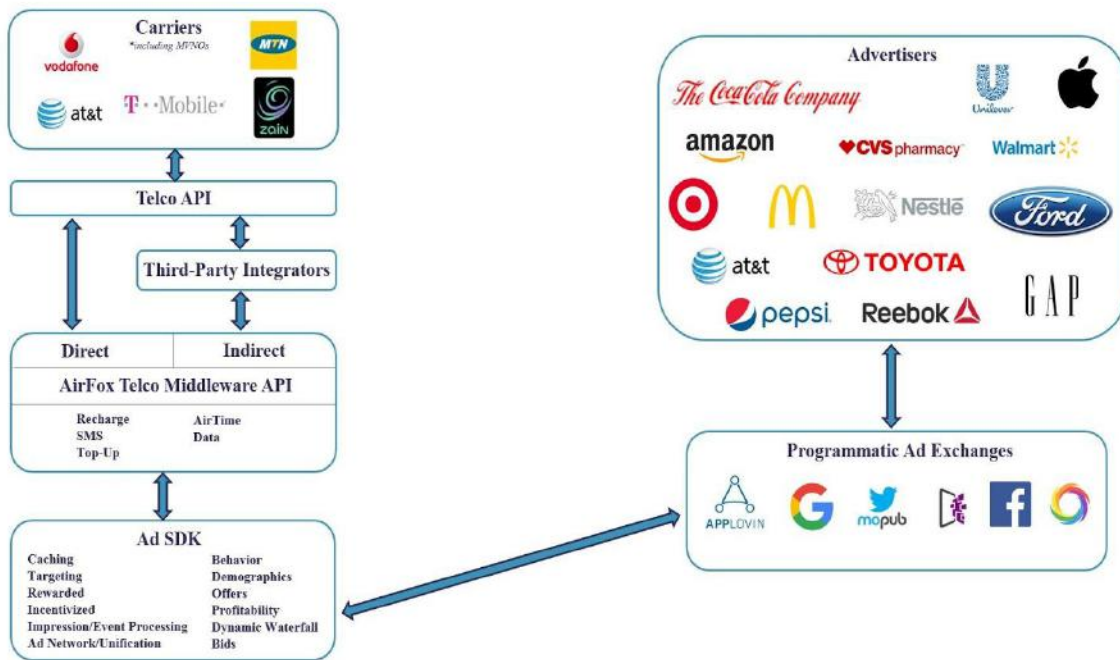 Carriers
*including MVNOs
vodafone
MTN
at&t
T··Mobile·
ZAIN
Telco API
Third-Party Integrators
Direct
Indirect
AirFox Telco Middleware API
Recharge
AirTime
SMS
Data
Top-Up
Ad SDK
Caching
Behavior
Targeting
Demographics
Rewarded
Offers
Incentivized
Profitability
Impression/Event Processing
Dynamic Waterfall
Ad Network/Unification
Bids
Advertisers
The Coca-Cola Company
Unilever
amazon
CVS pharmacy
Walmart
Nestlé
Ford
at&t
TOYOTA
GAP
pepsi
Reebok
Programmatic Ad Exchanges
APPLOVIN
G
mopub
f